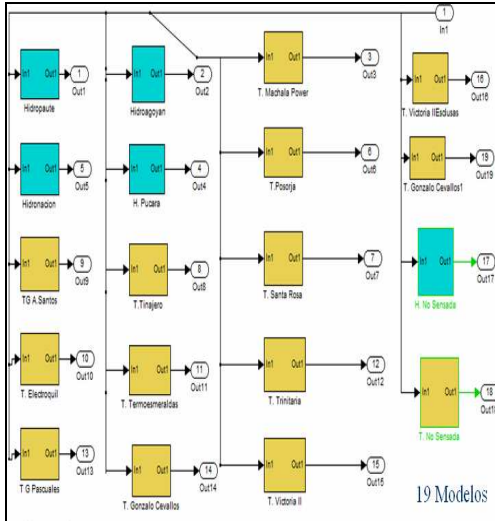 1
In1
In1 Out1
1
Out1
Hidropaute
In1 Out1
2
Out2
Hidroagoyan
In1 Out1
3
Out3
T. Machala Power
In1 Out1
16
Out16
T. Victoria IIEsclusas
In1 Out1
5
Out5
Hidronacion
In1 Out1
4
Out4
H. Pucara
In1 Out1
6
Out6
T.Posorja
In1 Out1
19
Out19
T. Gonzalo Cevallos1
In1 Out1
9
Out9
TG A.Santos
In1 Out1
8
Out8
T.Tinajero
In1 Out1
7
Out7
T. Santa Rosa
In1 Out1
17
Out17
H. No Sensada
In1 Out1
10
Out10
T. Electroquil
In1 Out1
11
Out11
T. Termoesmeraldas
In1 Out1
12
Out12
T. Trinitaria
In1 Out1
18
T. No Sensada
In1 Out1
13
Out13
T G Pascuales
In1 Out1
14
Out14
T. Gonzalo Cevallos
In1 Out1
15
Out15
T. Victoria II
19 Modelos